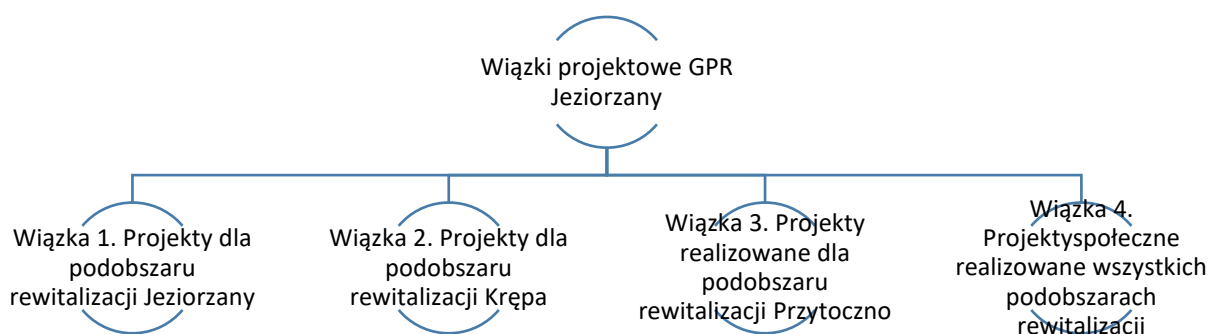 Wiązki projektowe GPR
Jeziorzany
Wiązka 1. Projekty dla
podobszaru
rewitalizacji Jeziorzany
Wiązka 2. Projekty dla
podobszaru
rewitalizacji Krępa
Wiązka 3. Projekty
realizowane dla
podobszaru
rewitalizacji Przytoczno
Wiązka 4.
Projektyspołeczne
realizowane wszystkich
podobszarach
rewitalizacji